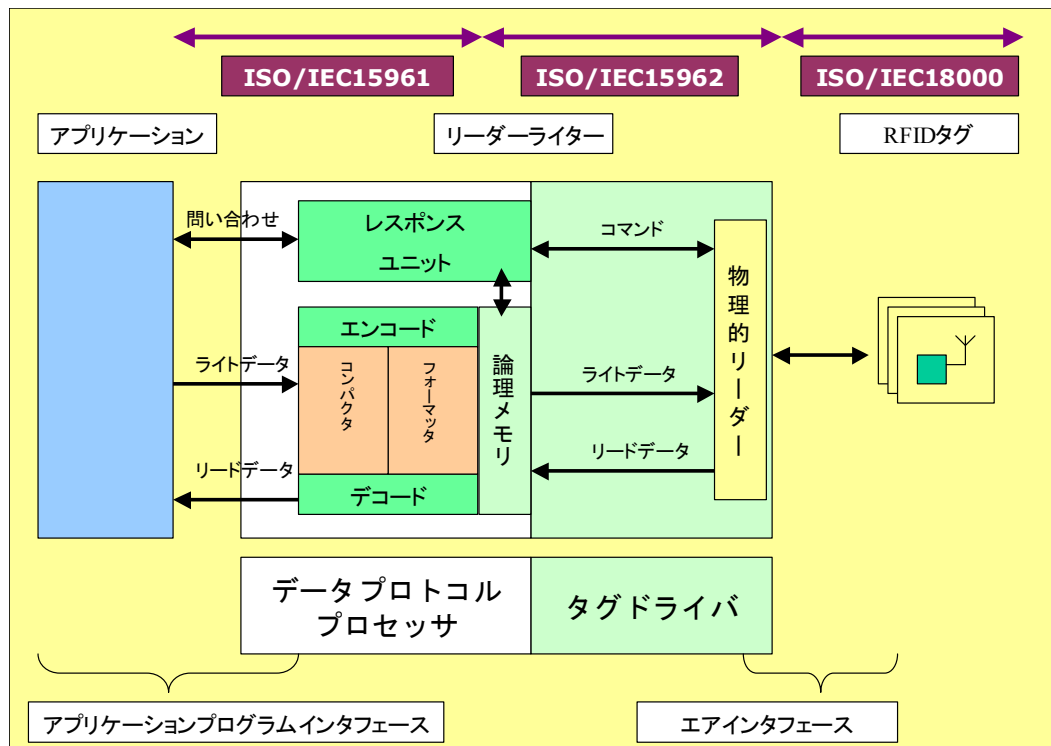 ISO/IEC15961
ISO/IEC15962
ISO/IEC18000
アプリケーション
リーダーライター
RFIDタグ
問い合わせ
レスポンス
ユニット
コマンド
エンコード
コンパクタ
フォーマッタ
論理メモリ
物理的リーダー
ライトデータ
ライトデータ
リードデータ
リードデータ
デコード
データプロトコル
プロセッサ
タグドライバ
アプリケーションプログラムインタフェース
エアインタフェース